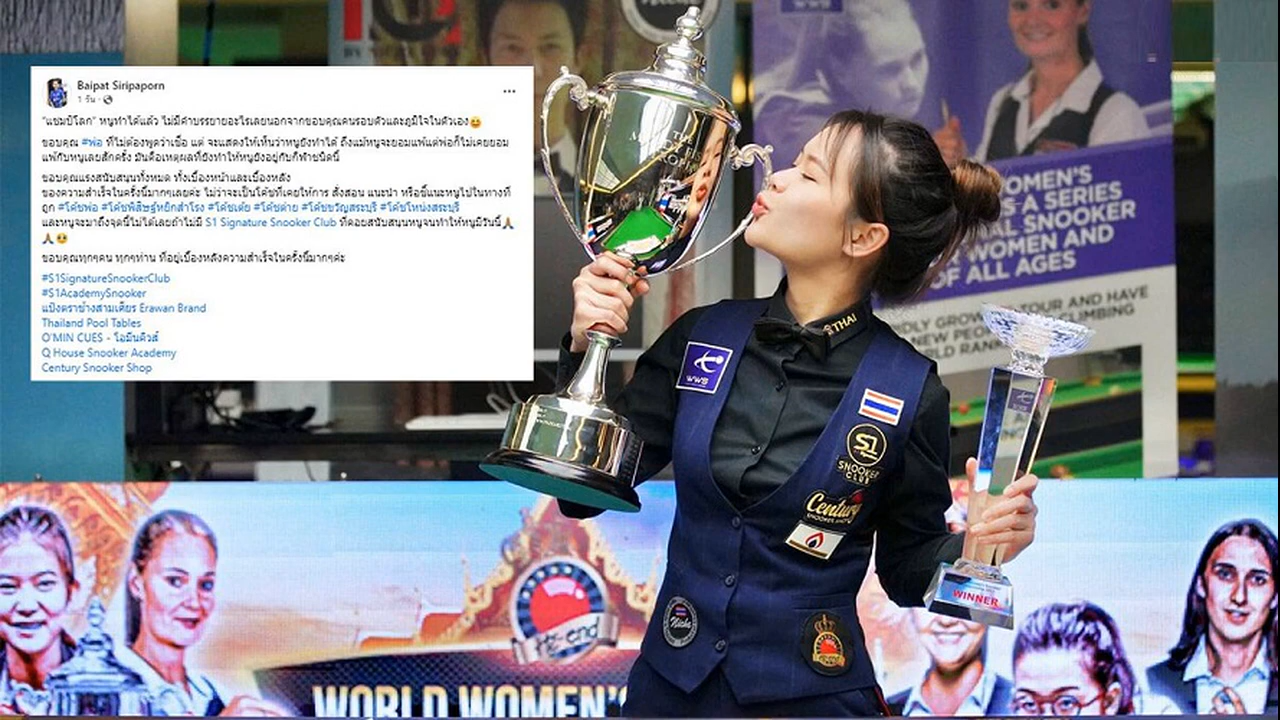 Baipat Siripaporn
1 วัน ·
"แชมป์โลก" หนูทำได้แล้ว ไม่มีคำบรรยายอะไรเลยนอกจากขอบคุณคนรอบตัวและภูมิใจในตัวเอง😊
ขอบคุณ #พ่อ ที่ไม่ต้องพูดว่าเชื่อ แต่ จะแสดงให้เห็นว่าหนูยังทำได้ ถึงแม้หนูจะยอมแพ้แต่พ่อก็ไม่เคยยอม
แพ้กับหนูเลยสักครั้ง มันคือเหตุผลที่ยังทำให้หนูยังอยู่กับกีฬาชนิดนี้
ขอบคุณแรงสนับสนุนทั้งหมด ทั้งเบื้องหน้าและเบื้องหลัง
ของความสำเร็จในครั้งนี้มากๆเลยค่ะ ไม่ว่าจะเป็นโค้ชที่เคยให้การ สั่งสอน แนะนำ หรือชี้แนะหนูไปในทางที่
ถูก #โค้ชพ่อ #โค้ชพิสิษฐ์หยิกสำโรง #โค้ชเต๋ย #โค้ชต่าย #โค้ชขวัญสระบุรี #โค้ชโหน่งสระบุรี
และหนูจะมาถึงจุดนี้ไม่ได้เลยถ้าไม่มี S1 Signature Snooker Club ที่คอยสนับสนุนหนูจนทำให้หนูมีวันนี้🙏
🙏🥹
ขอบคุณทุกๆคน ทุกๆท่าน ที่อยู่เบื้องหลังความสำเร็จในครั้งนี้มากๆค่ะ
#S1SignatureSnookerClub
#S1AcademySnooker
แป้งตราช้างสามเศียร Erawan Brand
Thailand Pool Tables
O'MIN CUES - โอมีนคิวส์
Q House Snooker Academy
Century Snooker Shop
THE
WWS
OMEN'S
S A SERIES
AL SNOOKER
WOMEN AND
OF ALL AGES
TOUR AND HAVE
NEW PEOP
CLIMBING
WORLD RANK
THAI
WWS
S1
SNOOKER
CLUB
Century
Niche
WINNER
WORLD WOMEN'S